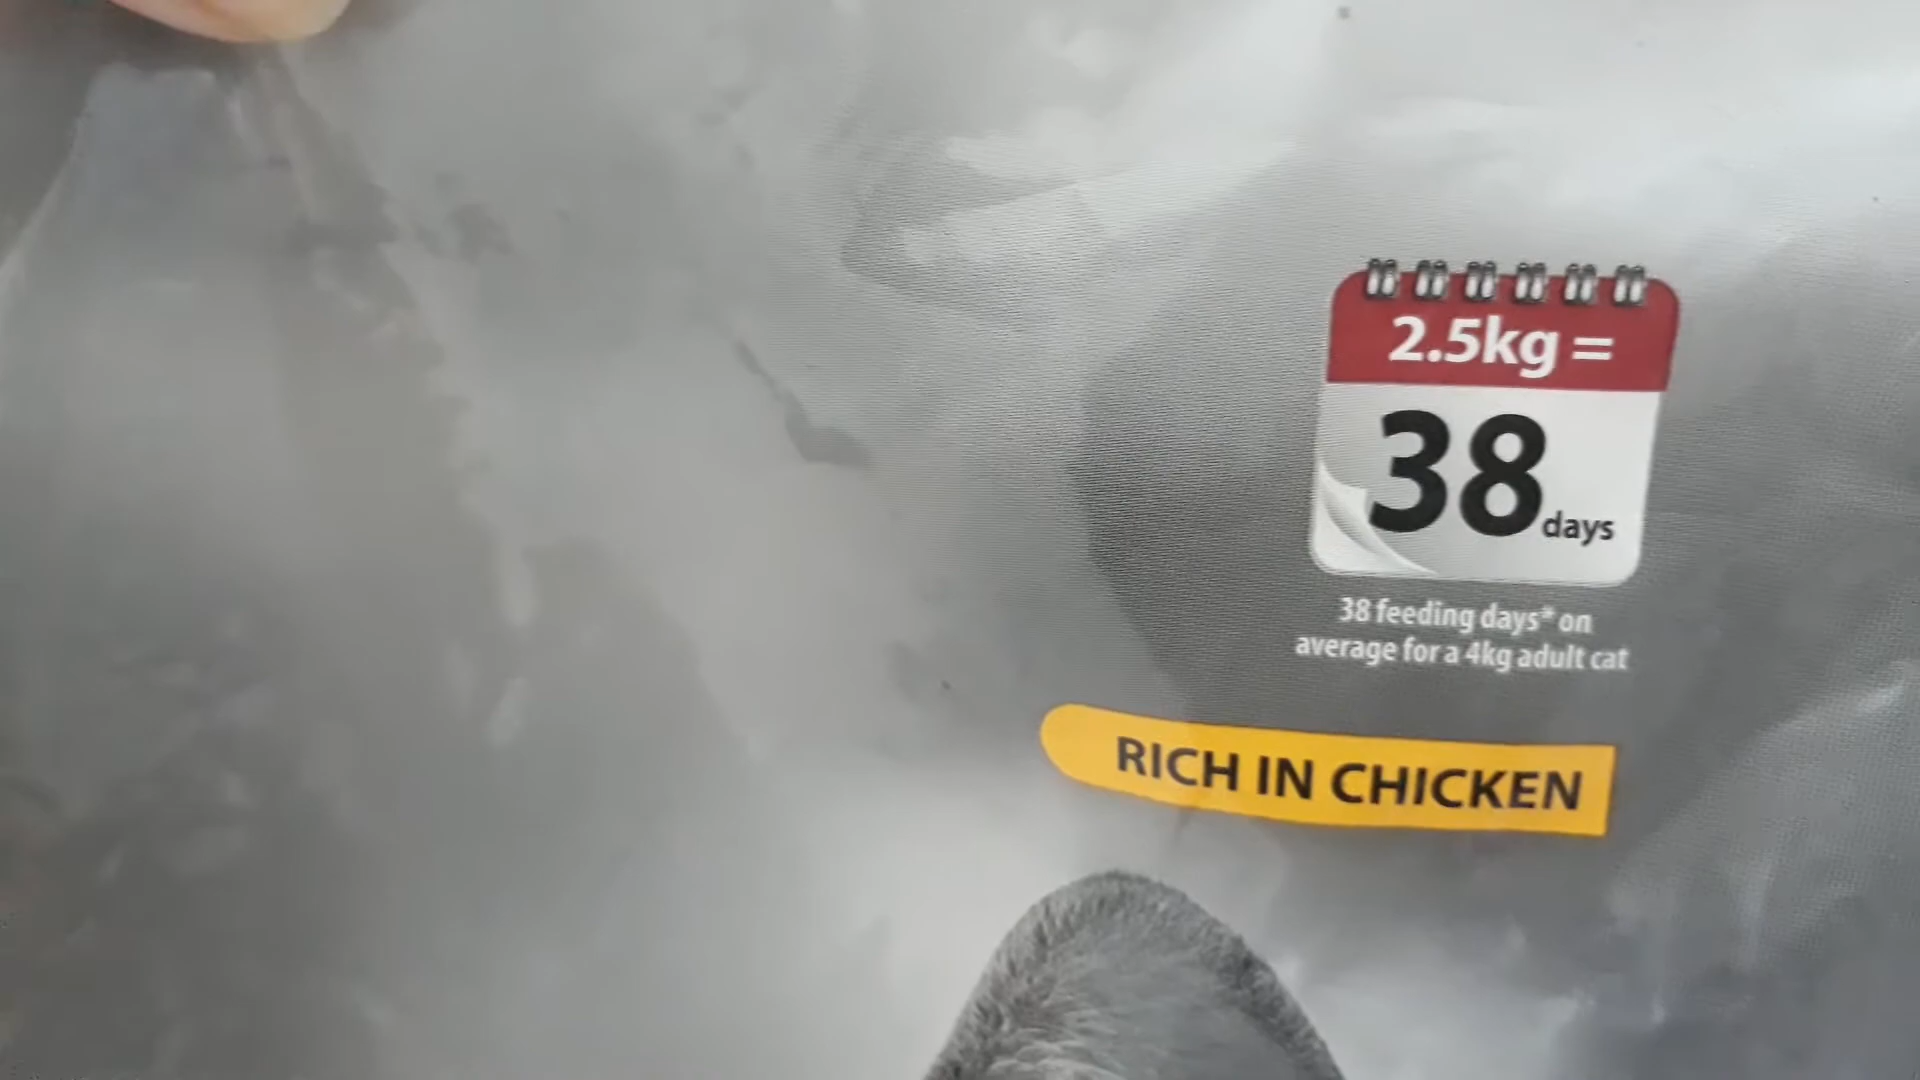 2.5kg =
38 days
38 feeding days* on
average for a 4kg adult cat
RICH IN CHICKEN